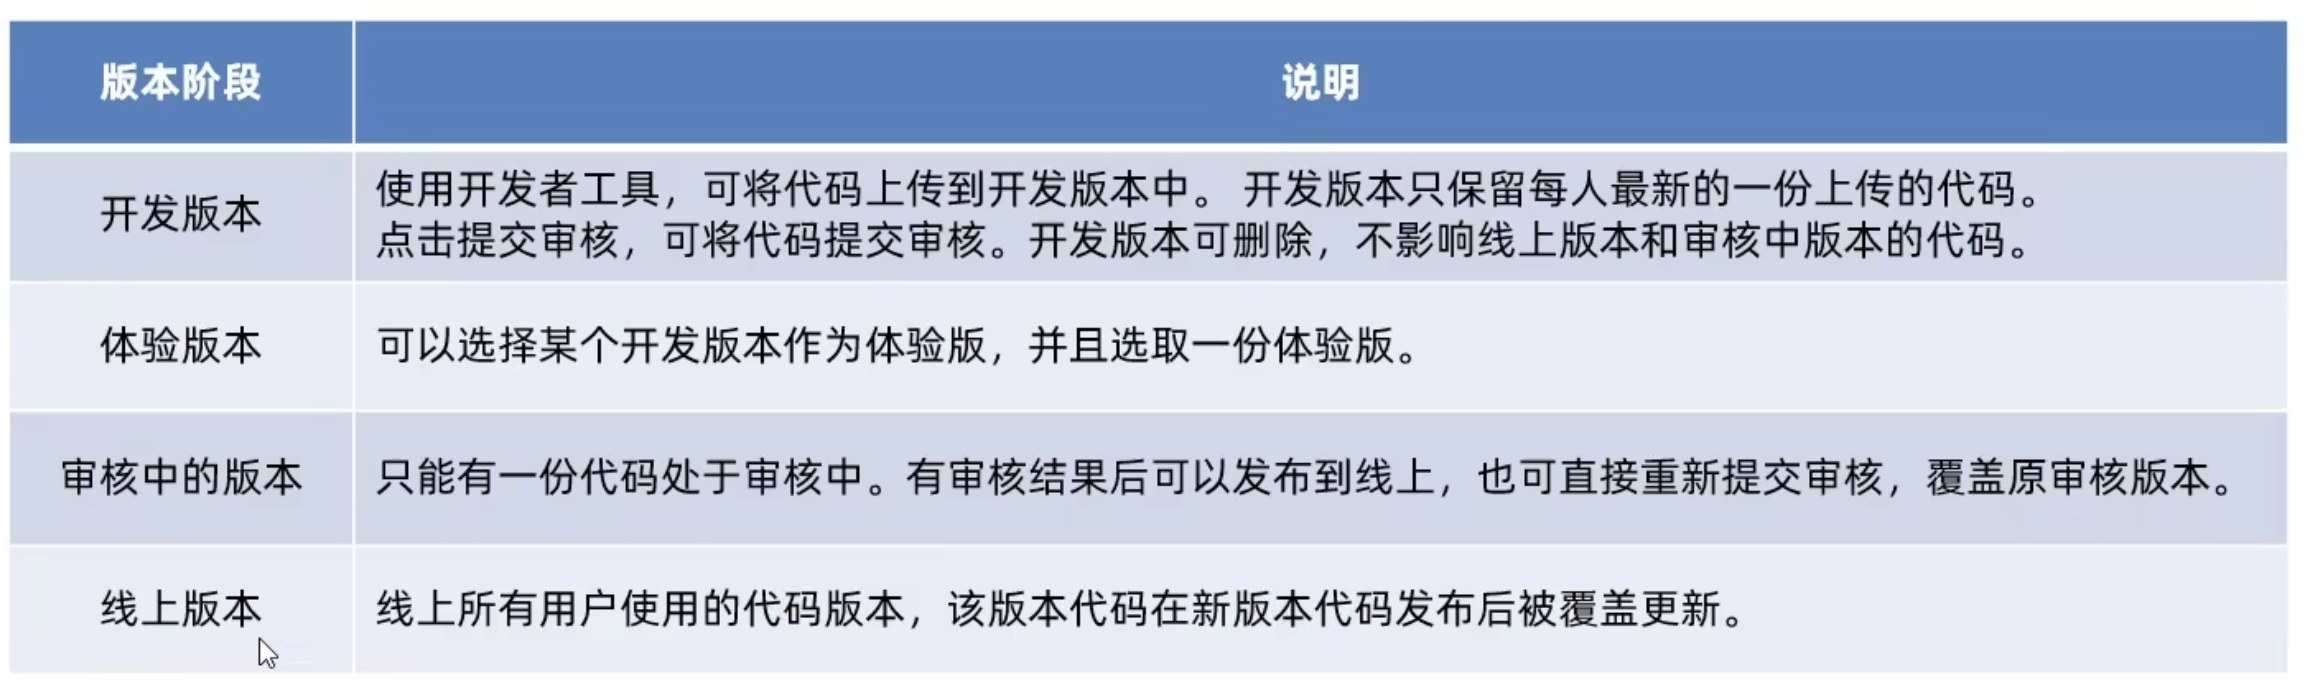 版本阶段
说明
开发版本
使用开发者工具，可将代码上传到开发版本中。 开发版本只保留每人最新的一份上传的代码。
点击提交审核，可将代码提交审核。开发版本可删除，不影响线上版本和审核中版本的代码。
体验版本
可以选择某个开发版本作为体验版，并且选取一份体验版。
审核中的版本
只能有一份代码处于审核中。有审核结果后可以发布到线上，也可直接重新提交审核，覆盖原审核版本。
线上版本
线上所有用户使用的代码版本，该版本代码在新版本代码发布后被覆盖更新。